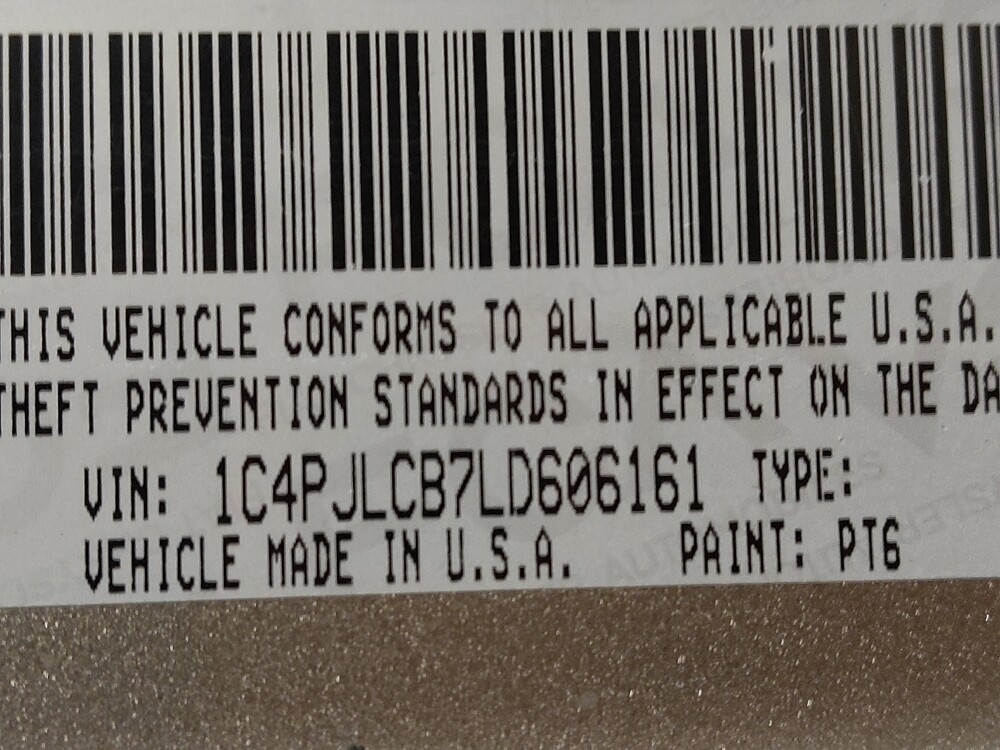 THIS VEHICLE CONFORMS TO ALL APPLICABLE U.S.A.
THEFT PREVENTION STANDARDS IN EFFECT ON THE DA
VIN: 1C4PJLCB7LD606161 TYPE:
VEHICLE MADE IN U.S.A. PAINT: PT6